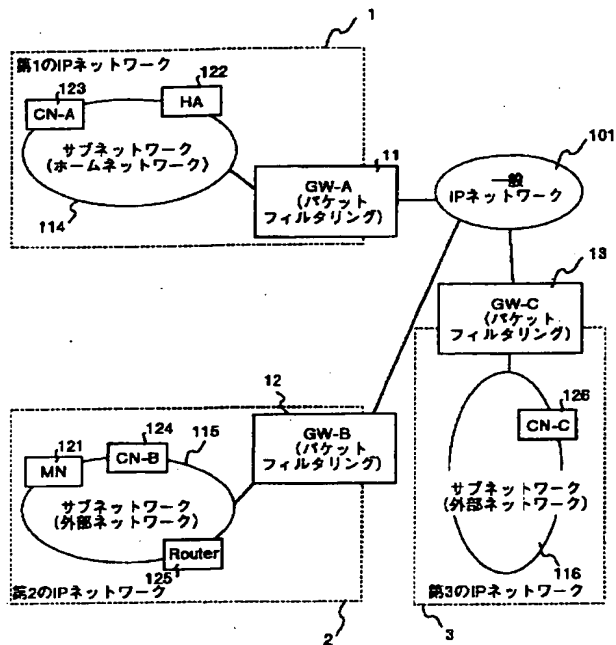 1
第1のIPネットワーク
123
CN-A
122
HA
サブネットワーク
(ホームネットワーク)
114
11
GW-A
(パケット
フィルタリング)
101
一般
IPネットワーク
13
GW-C
(パケット
フィルタリング)
126
CN-C
サブネットワーク
(外部ネットワーク)
116
第3のIPネットワーク
3
12
GW-B
(パケット
フィルタリング)
121
MN
124
CN-B
115
サブネットワーク
(外部ネットワーク)
Router
125
第2のIPネットワーク
2